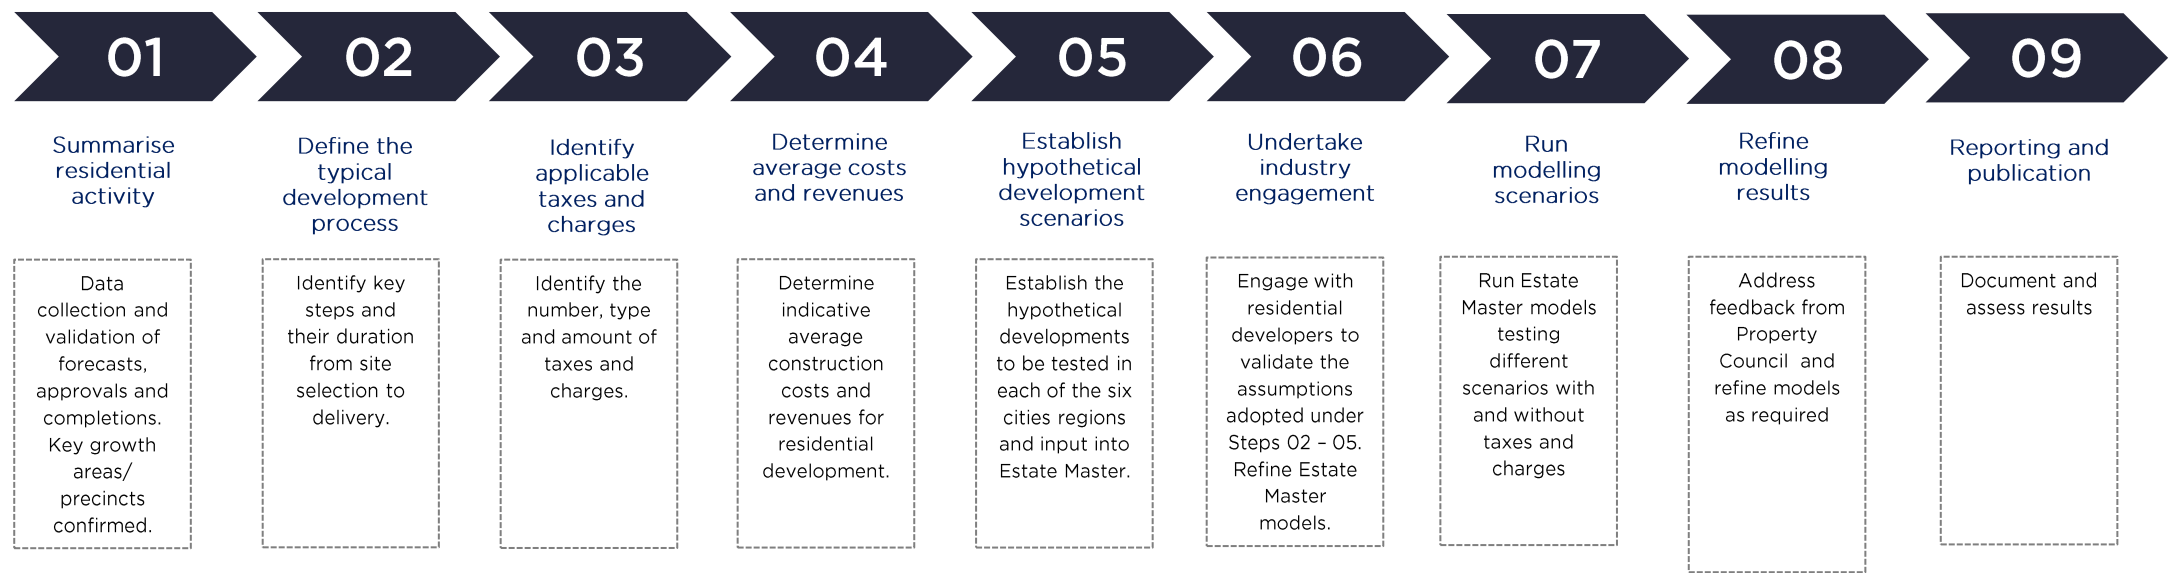 01
Summarise
residential
activity
Data
collection and
validation of
forecasts,
approvals and
completions.
Key growth
areas/
precincts
confirmed.
02
Define the
typical
development
process
Identify key
steps and
their duration
from site
selection to
delivery.
03
Identify
applicable
taxes and
charges
Identify the
number, type
and amount of
taxes and
charges.
04
Determine
average costs
and revenues
Determine
indicative
average
construction
costs and
revenues for
residential
development.
05
Establish
hypothetical
development
scenarios
Establish the
hypothetical
developments
to be tested in
each of the six
cities regions
and input into
Estate Master.
06
Undertake
industry
engagement
Engage with
residential
developers to
validate the
assumptions
adopted under
Steps 02 – 05.
Refine Estate
Master
models.
07
Run
modelling
scenarios
Run Estate
Master models
testing
different
scenarios with
and without
taxes and
charges
08
Refine
modelling
results
Address
feedback from
Property
Council and
refine models
as required
09
Reporting and
publication
Document and
assess results